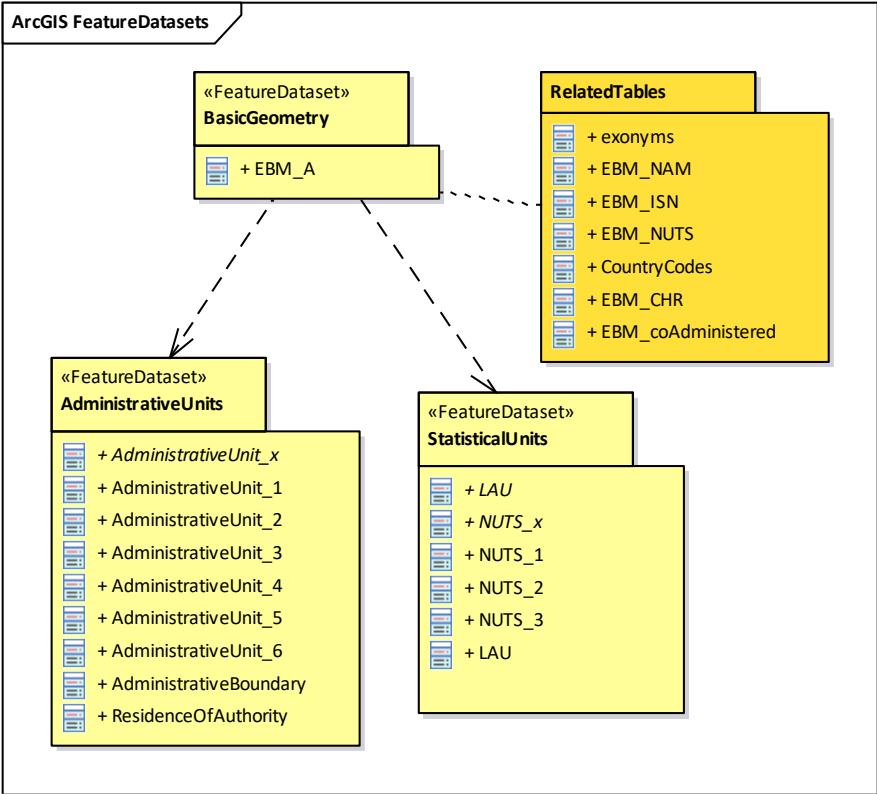 ArcGIS FeatureDatasets
«FeatureDataset»
BasicGeometry
+ EBM_A
RelatedTables
+ exonyms
+ EBM_NAM
+ EBM_ISN
+ EBM_NUTS
+ CountryCodes
+ EBM_CHR
+ EBM_coAdministered
«FeatureDataset»
AdministrativeUnits
+ AdministrativeUnit_x
+ AdministrativeUnit_1
+ AdministrativeUnit_2
+ AdministrativeUnit_3
+ AdministrativeUnit_4
+ AdministrativeUnit_5
+ AdministrativeUnit_6
+ AdministrativeBoundary
+ ResidenceOfAuthority
«FeatureDataset»
StatisticalUnits
+ LAU
+ NUTS_x
+ NUTS_1
+ NUTS_2
+ NUTS_3
+ LAU